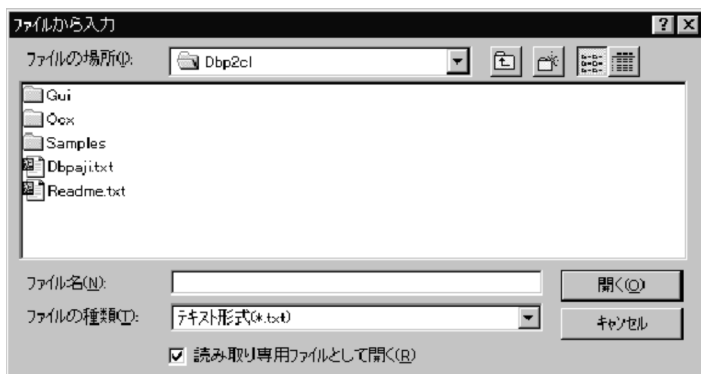 ファイルから入力
ファイルの場所(I):
Dbp2cl
Gui
Ocx
Samples
Dbpaji.txt
Readme.txt
ファイル名(N):
開く(O)
ファイルの種類(T):
テキスト形式(*.txt)
キャンセル
読み取り専用ファイルとして開く(R)